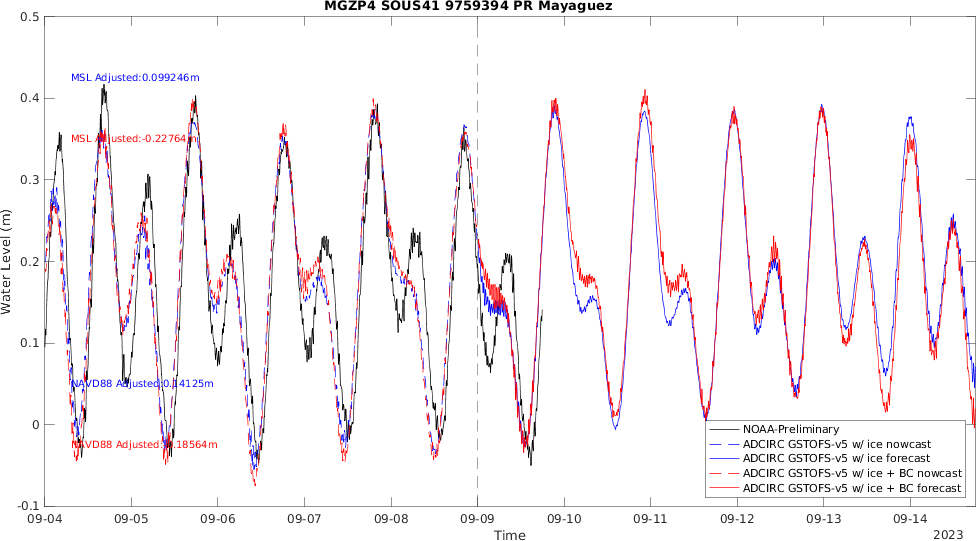 MGZP4 SOUS41 9759394 PR Mayaguez
0.5
MSL Adjusted:0.099246m
0.4
MSL Adjusted:-0.22764m
0.3
Water Level (m)
0.2
0.1
NAVD88 Adjusted:0.14125m
0
NAVD88 Adjusted:-0.18564m
-0.1
NOAA-Preliminary
ADCIRC GSTOFS-v5 w/ ice nowcast
ADCIRC GSTOFS-v5 w/ ice forecast
ADCIRC GSTOFS-v5 w/ ice + BC nowcast
ADCIRC GSTOFS-v5 w/ ice + BC forecast
09-04 09-05 09-06 09-07 09-08 09-09 09-10 09-11 09-12 09-13 09-14
Time
2023